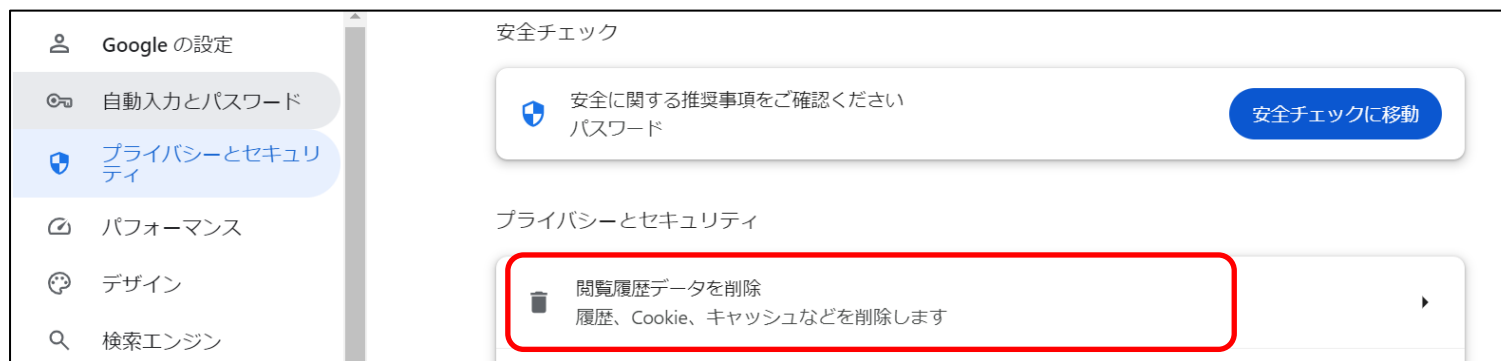 Google の設定
自動入力とパスワード
プライバシーとセキュリ
ティ
パフォーマンス
デザイン
検索エンジン
安全チェック
安全に関する推奨事項をご確認ください
パスワード
安全チェックに移動
プライバシーとセキュリティ
閲覧履歴データを削除
履歴、Cookie、キャッシュなどを削除します